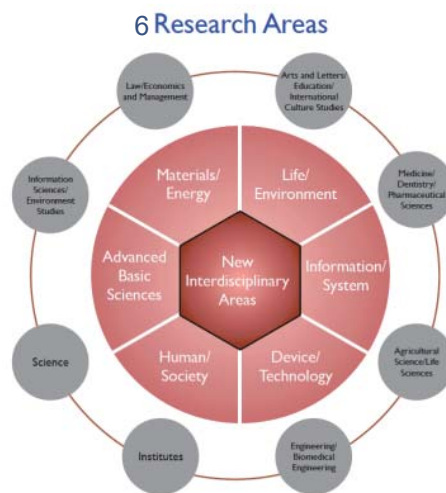 6 Research Areas
Law/Economics
and Management
Arts and Letters/
Education/
International
Culture Studies
Information
Sciences/
Environment
Studies
Materials/
Energy
Life/
Environment
Medicine/
Dentistry/
Pharmaceutical
Sciences
Advanced
Basic
Sciences
New
Interdisciplinary
Areas
Information/
System
Science
Human/
Society
Device/
Technology
Agricultural
Science/Life
Sciences
Institutes
Engineering/
Biomedical
Engineering